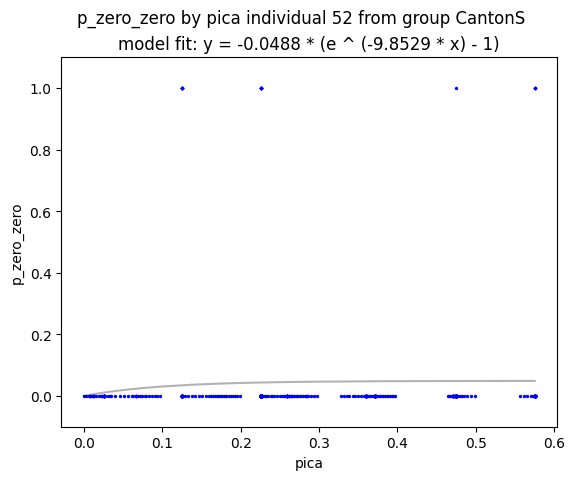 p_zero_zero by pica individual 52 from group CantonS
model fit: y = -0.0488 * (e ^ (-9.8529 * x) - 1)
1.0
0.8
0.6
0.4
0.2
0.0
p_zero_zero
0.0 0.1 0.2 0.3 0.4 0.5 0.6
pica